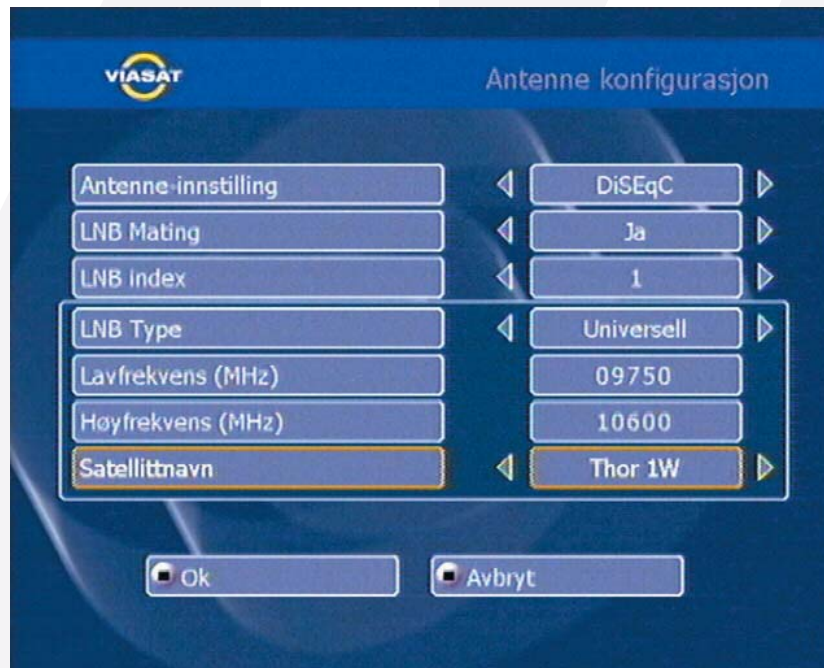 VIASAT
Antenne konfigurasjon
Antenne innstilling DiSEqC
LNB Mating Ja
LNB index 1
LNB Type Universell
Lavfrekvens (MHz) 09750
Høyfrekvens (MHz) 10600
Satellittnavn Thor 1W
Ok Avbryt